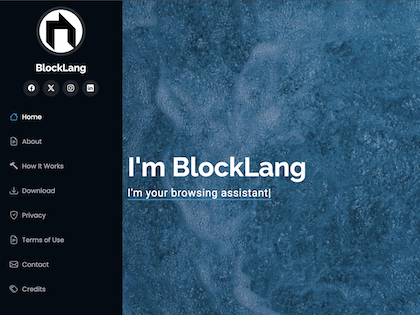 BlockLang
Home
About
How It Works
Download
Privacy
Terms of Use
Contact
Credits
I'm BlockLang
I'm your browsing assistant|